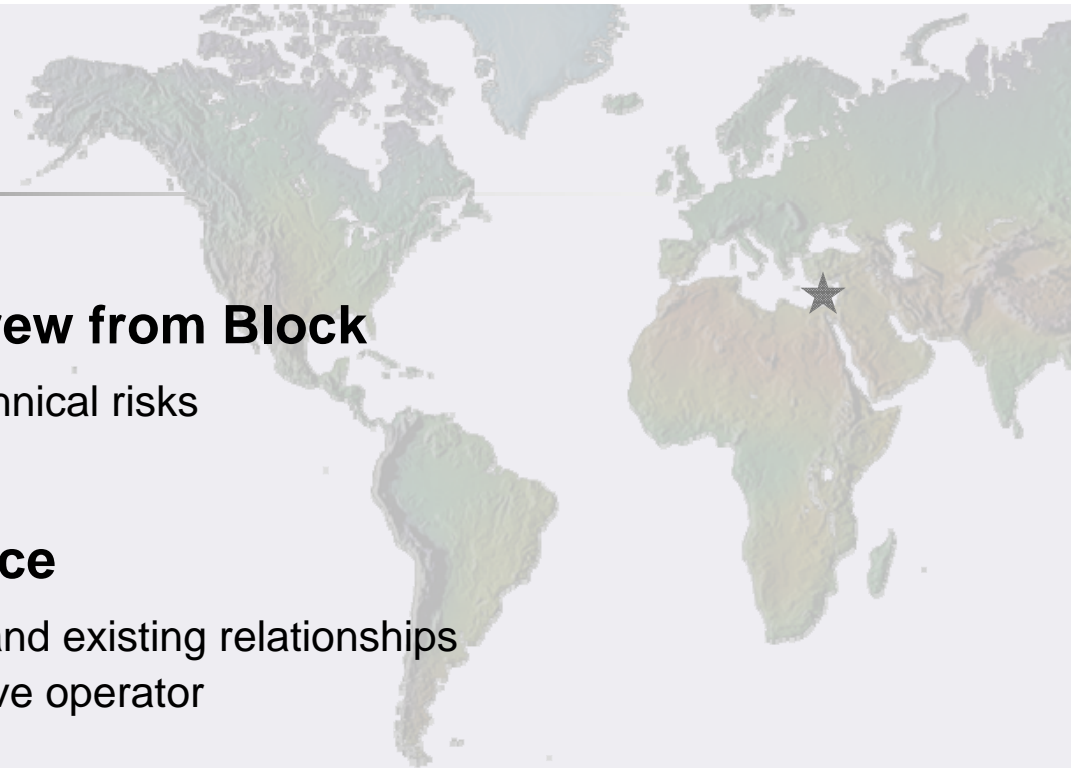 ew from Block
nnical risks
ce
and existing relationships
ve operator